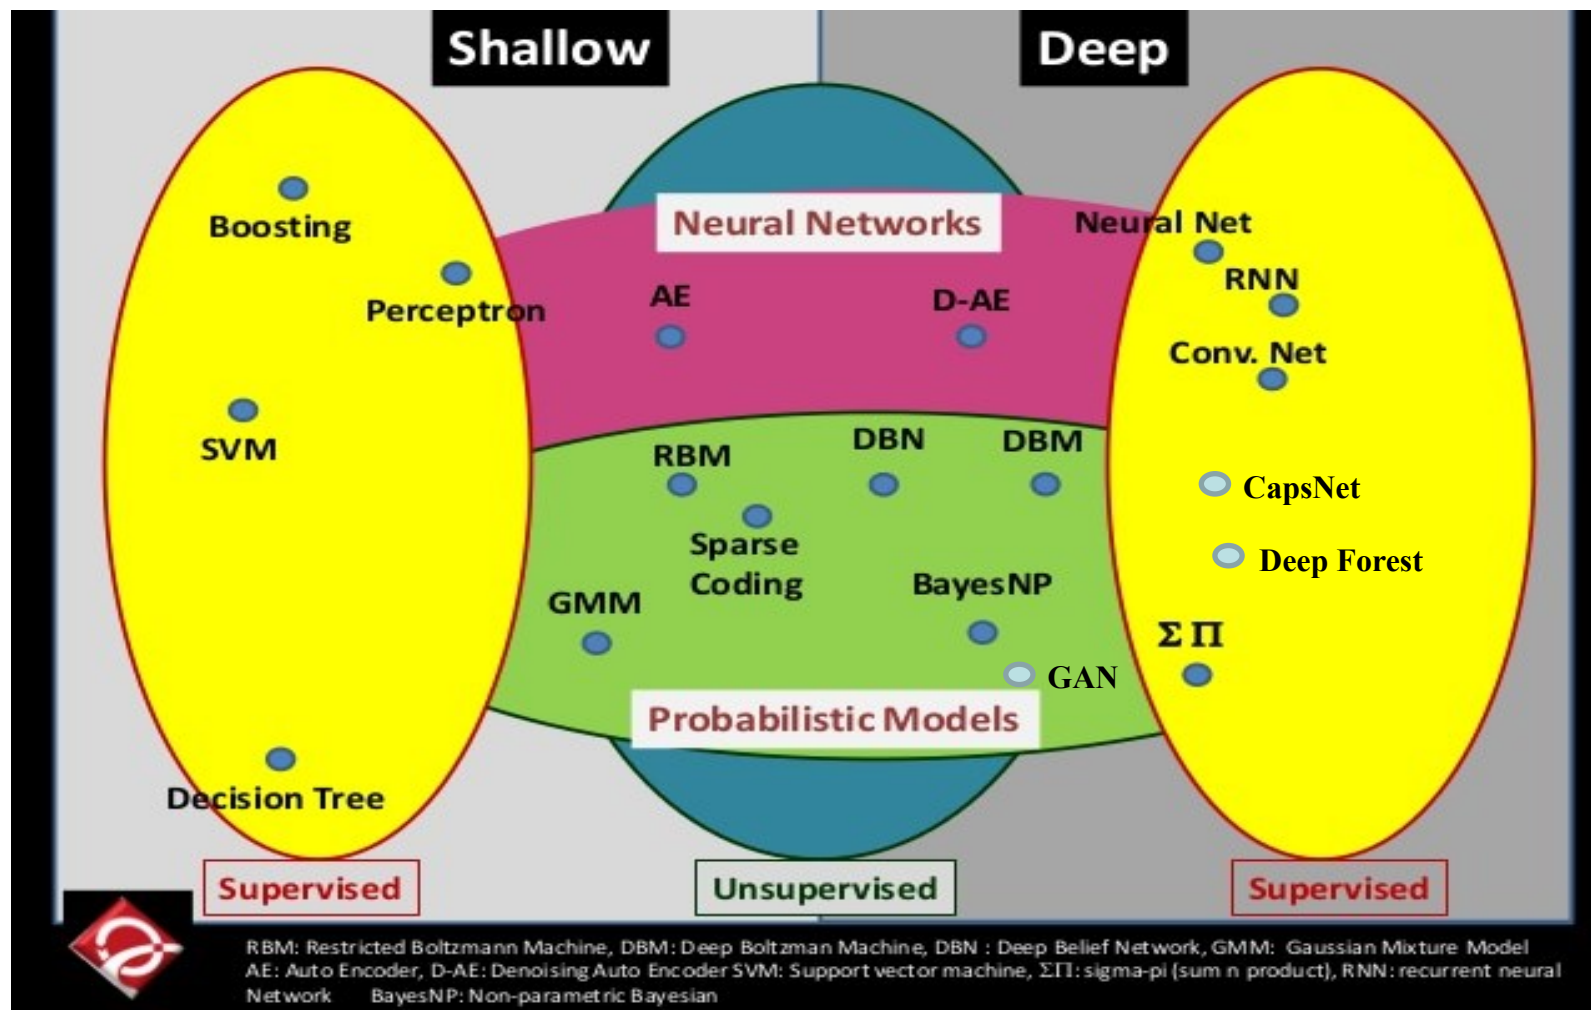 Shallow
Deep
Boosting
Perceptron
SVM
Decision Tree
Supervised
Neural Networks
AE
D-AE
RBM
DBN
DBM
Sparse
Coding
GMM
BayesNP
GAN
Probabilistic Models
Unsupervised
Neural Net
RNN
Conv. Net
CapsNet
Deep Forest
Σ Π
Supervised
RBM: Restricted Boltzmann Machine, DBM: Deep Boltzman Machine, DBN : Deep Belief Network, GMM: Gaussian Mixture Model
AE: Auto Encoder, D-AE: Denoising Auto Encoder SVM: Support vector machine, ΣΠ: sigma-pi (sum n product), RNN: recurrent neural
Network BayesNP: Non-parametric Bayesian